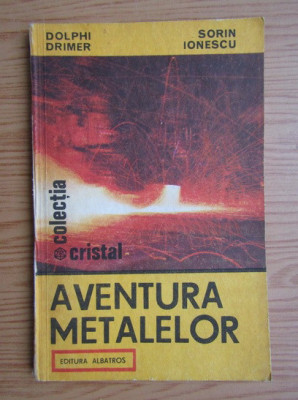 DOLPHI
DRIMER
SORIN
IONESCU
colecția
cristal
AVENTURA
METALELOR
EDITURA ALBATROS